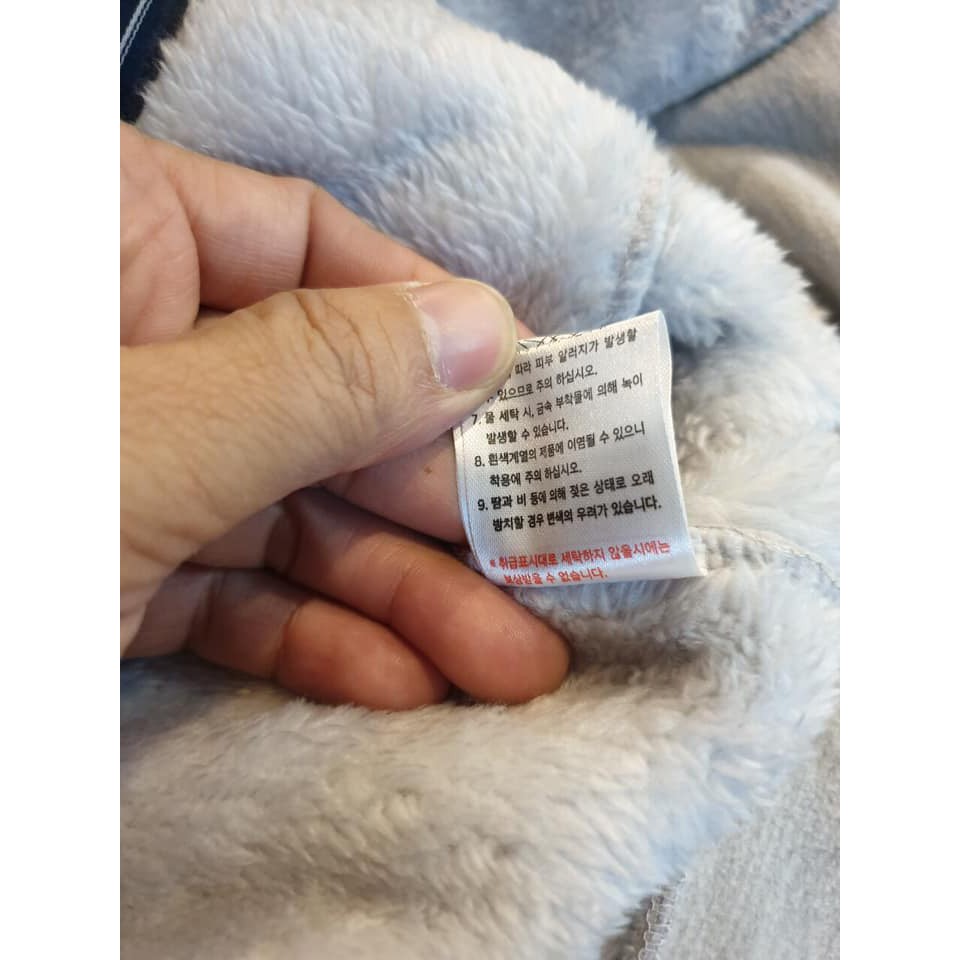 따라 피부 알러지가 발생할
있으므로 주의 하십시오.
7. 물 세탁 시, 금속 부착물에 의해 녹이
발생할 수 있습니다.
8. 흰색계열의 제품에 이염될 수 있으니
착용에 주의 하십시오.
9. 땀과 비 등에 의해 젖은 상태로 오래
방치할 경우 변색의 우려가 있습니다.
※ 취급표시대로 세탁하지 않을시에는
보상받을 수 없습니다.